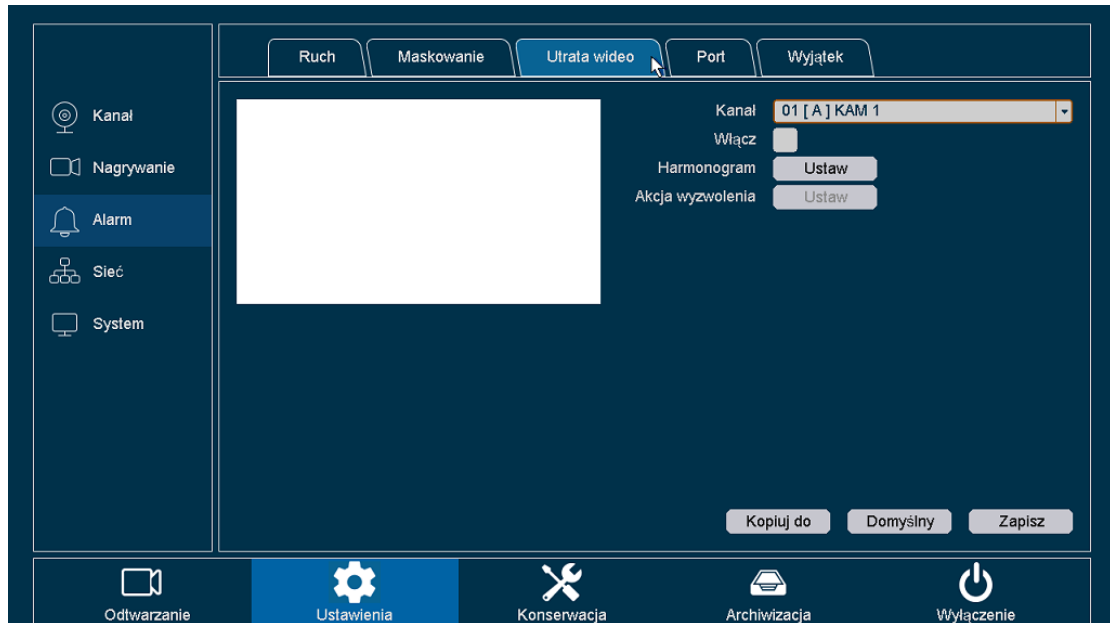 Ruch Maskowanie Utrata wideo Port Wyjątek
Kanał
Nagrywanie
Alarm
Sieć
System
Kanał 01 [ A ] KAM 1
Włącz
Harmonogram Ustaw
Akcja wyzwolenia Ustaw
Kopiuj do Domyślny Zapisz
Odtwarzanie Ustawienia Konserwacja Archiwizacja Wyłączenie